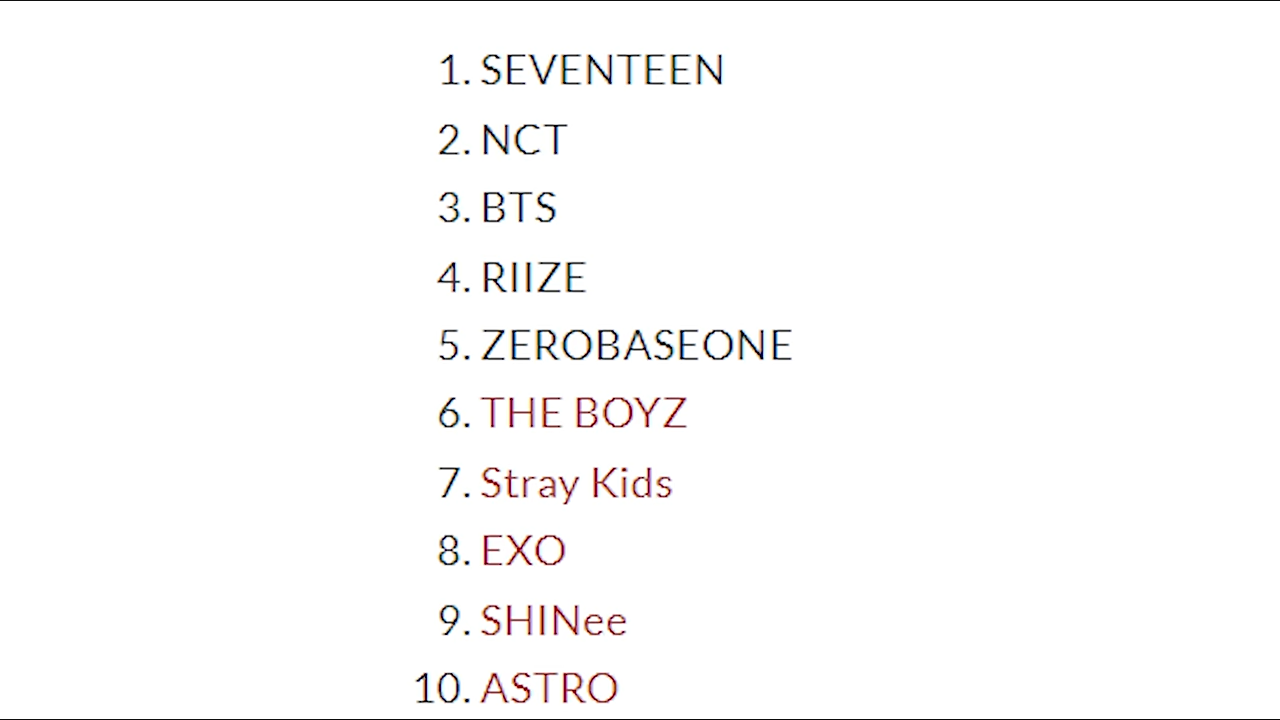 1. SEVENTEEN
2. NCT
3. BTS
4. RIIZE
5. ZEROBASEONE
6. THE BOYZ
7. Stray Kids
8. EXO
9. SHINee
10. ASTRO